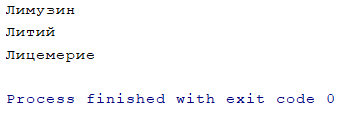 Лимузин
Литий
Лицемерие
Process finished with exit code 0